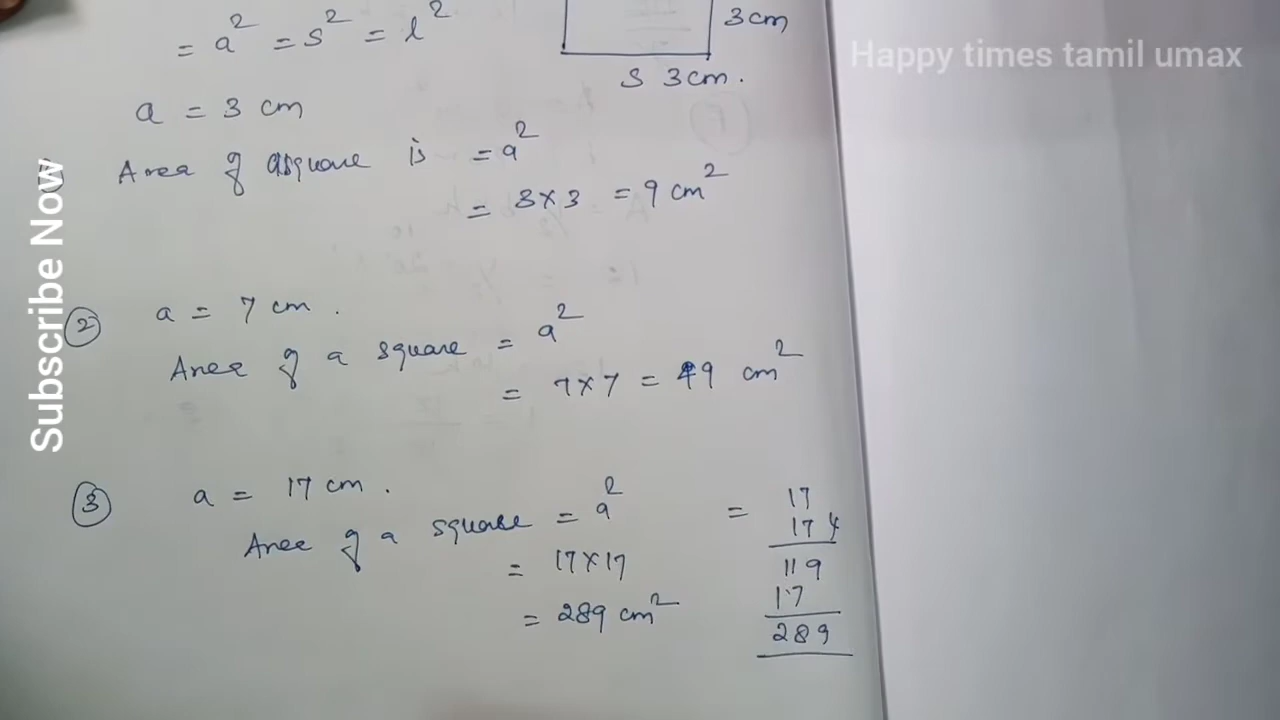 = a² = s² = l²
3cm
S 3cm.
Happy times tamil umax
Subscribe Now
a = 3 cm
Area of a square is = a²
= 3×3 = 9 cm²
② a = 7 cm.
Area of a square = a²
= 7×7 = 49 cm²
③ a = 17 cm.
Area of a square = a²
= 17×17
= 289 cm²
= 17
17 ×
119
17
289